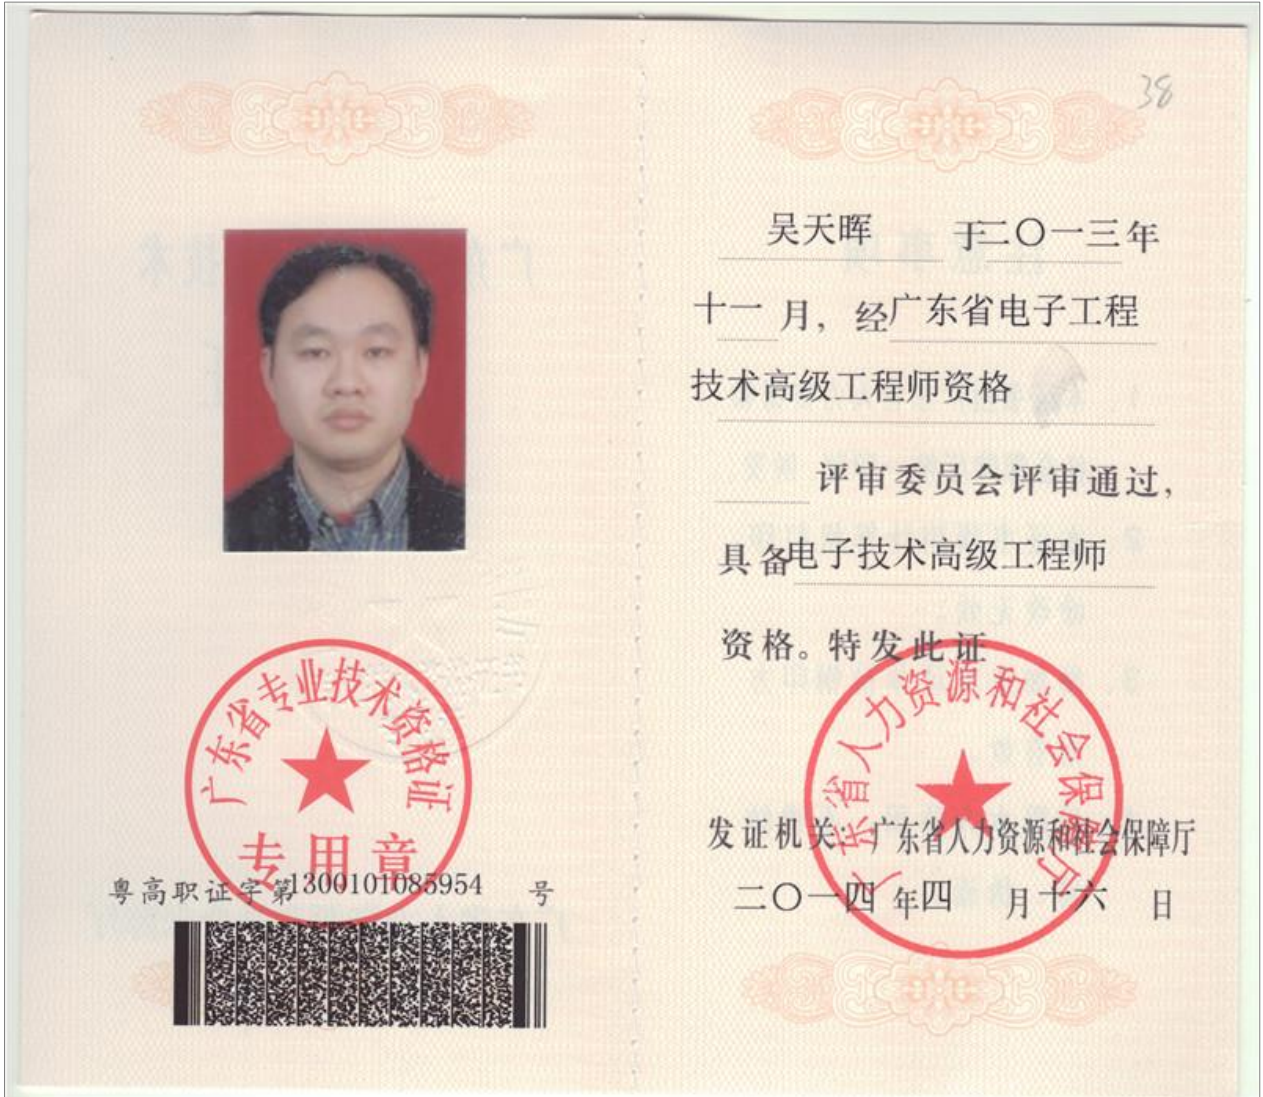 广东省专业技术资格证
专用章
粤高职证字第1300101085954 号
38
吴天晖 于二〇一三年
十一月，经广东省电子工程
技术高级工程师资格
评审委员会评审通过，
具备电子技术高级工程师
资格。特发此证
广东省人力资源和社会保障厅
发证机关：广东省人力资源和社会保障厅
二〇一四年四月十六日